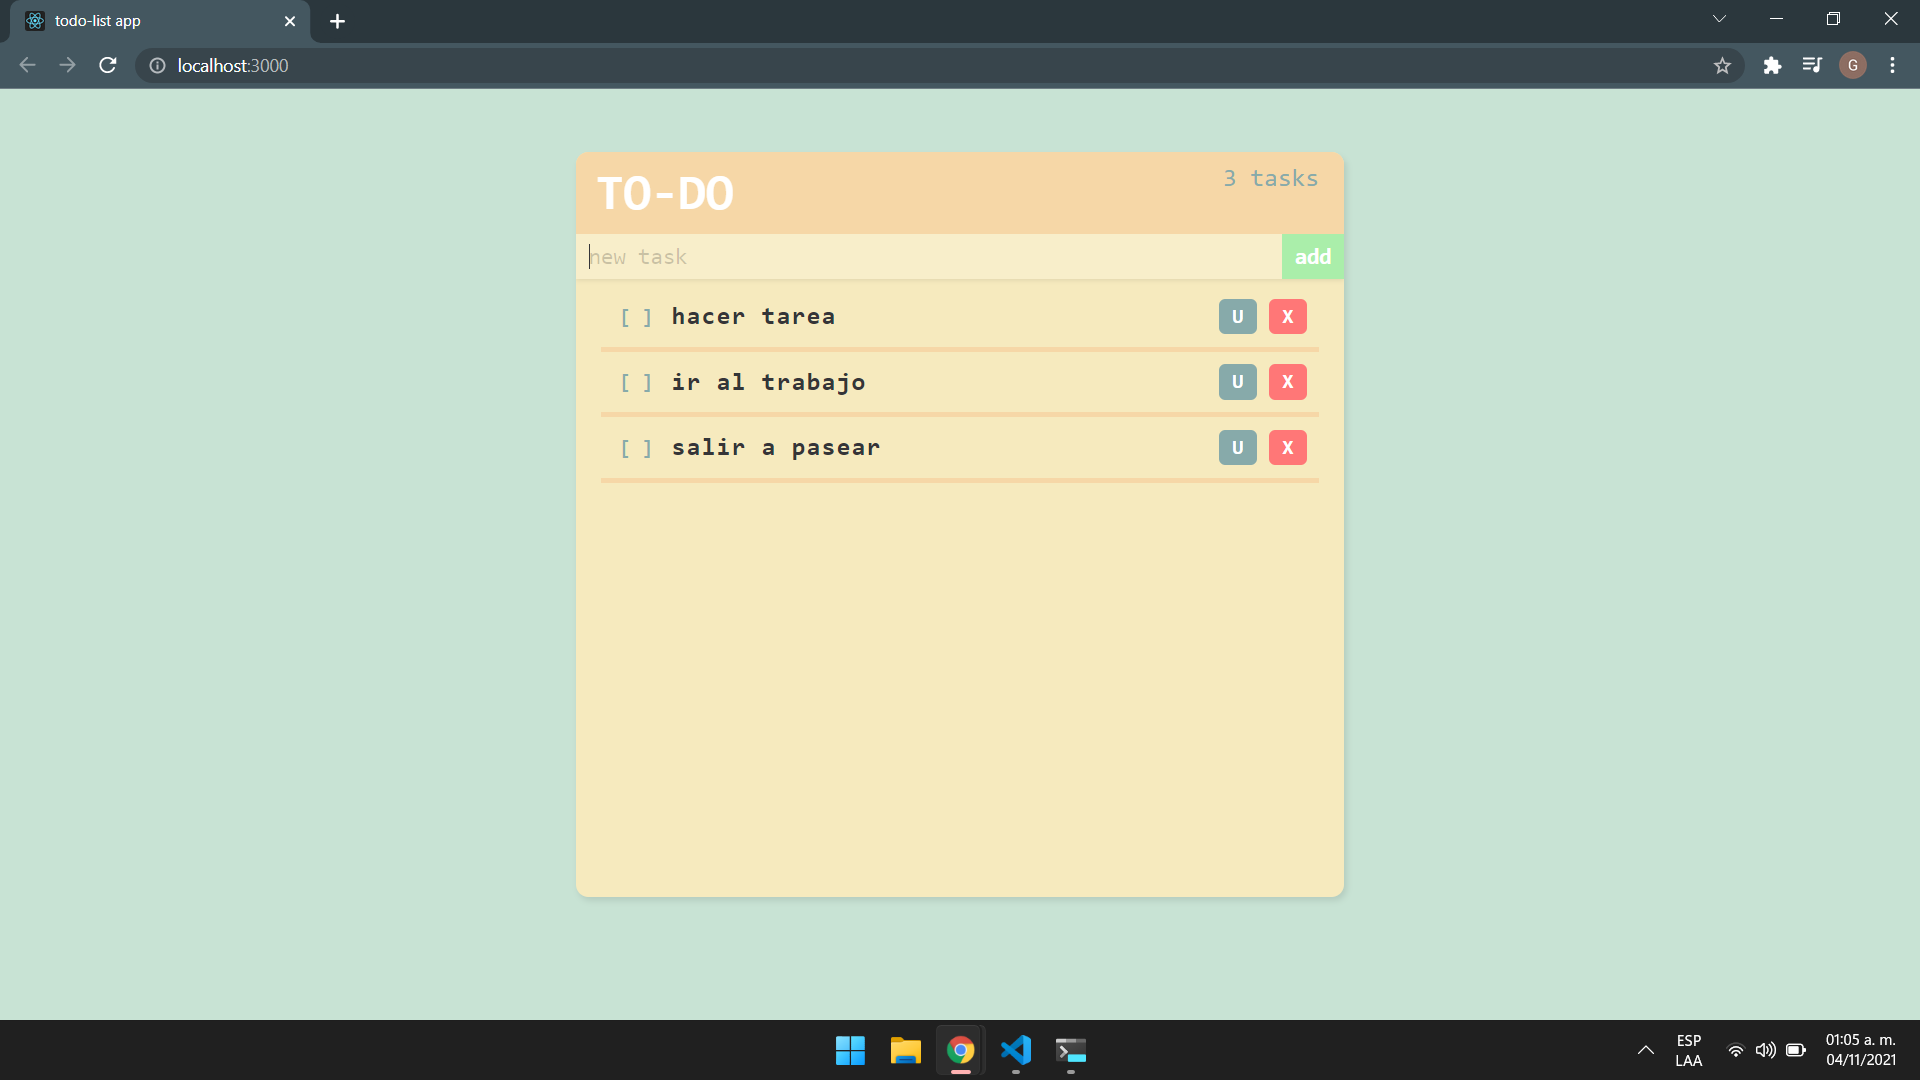 todo-list app
localhost:3000
G
TO-DO
3 tasks
new task
add
[ ] hacer tarea
U
X
[ ] ir al trabajo
U
X
[ ] salir a pasear
U
X
ESP
LAA
01:05 a. m.
04/11/2021